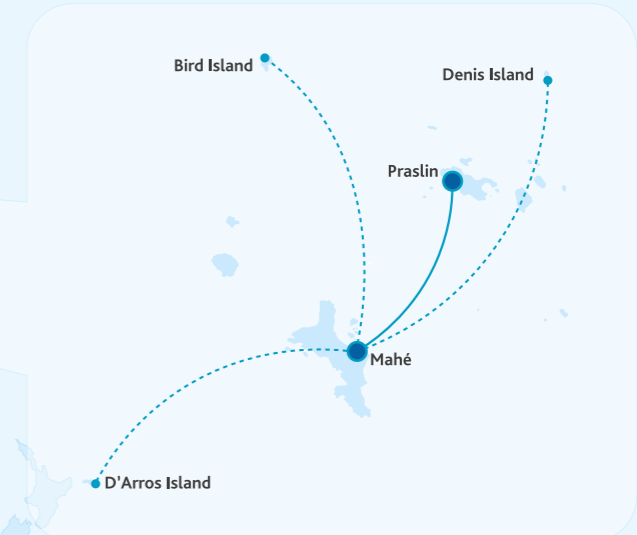 Bird Island
Denis Island
Praslin
Mahé
D'Arros Island